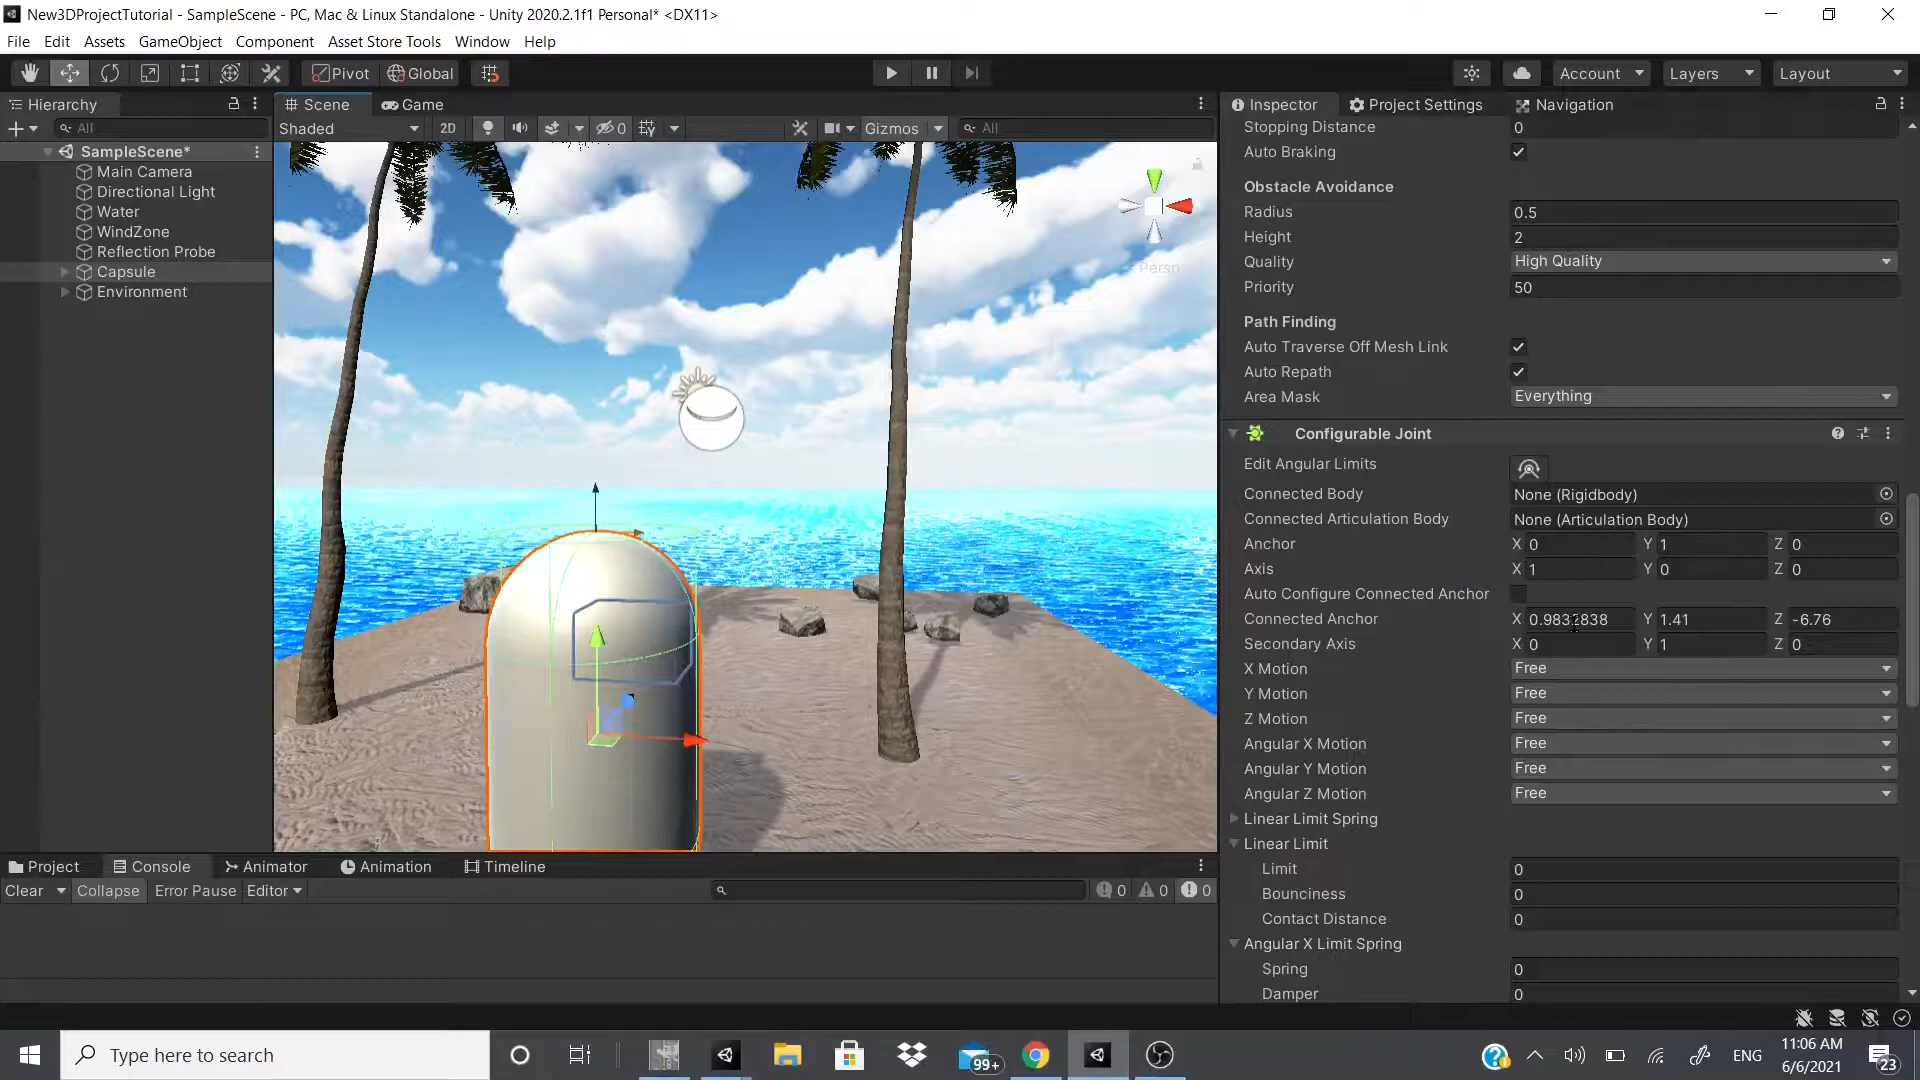 New3DProjectTutorial - SampleScene - PC, Mac & Linux Standalone - Unity 2020.2.1f1 Personal* <DX11>
File Edit Assets GameObject Component Asset Store Tools Window Help
Pivot Global Account Layers Layout
Hierarchy
All
SampleScene*
Main Camera
Directional Light
Water
WindZone
Reflection Probe
Capsule
Environment
Scene Game
Shaded 2D 0 Gizmos All
Persp
Inspector Project Settings Navigation
Stopping Distance 0
Auto Braking
Obstacle Avoidance
Radius 0.5
Height 2
Quality High Quality
Priority 50
Path Finding
Auto Traverse Off Mesh Link
Auto Repath
Area Mask Everything
Configurable Joint
Edit Angular Limits
Connected Body None (Rigidbody)
Connected Articulation Body None (Articulation Body)
Anchor X 0 Y 1 Z 0
Axis X 1 Y 0 Z 0
Auto Configure Connected Anchor
Connected Anchor X Y 1.41 Z -6.76
Secondary Axis X 0 Y 1 Z 0
X Motion Free
Y Motion Free
Z Motion Free
Angular X Motion Free
Angular Y Motion Free
Angular Z Motion Free
Linear Limit Spring
Linear Limit
Limit 0
Bounciness 0
Contact Distance 0
Angular X Limit Spring
Spring 0
Damper 0
Project Console Animator Animation Timeline
Clear Collapse Error Pause Editor 0 0 0
Type here to search
99+
ENG
11:06 AM
6/6/2021
23